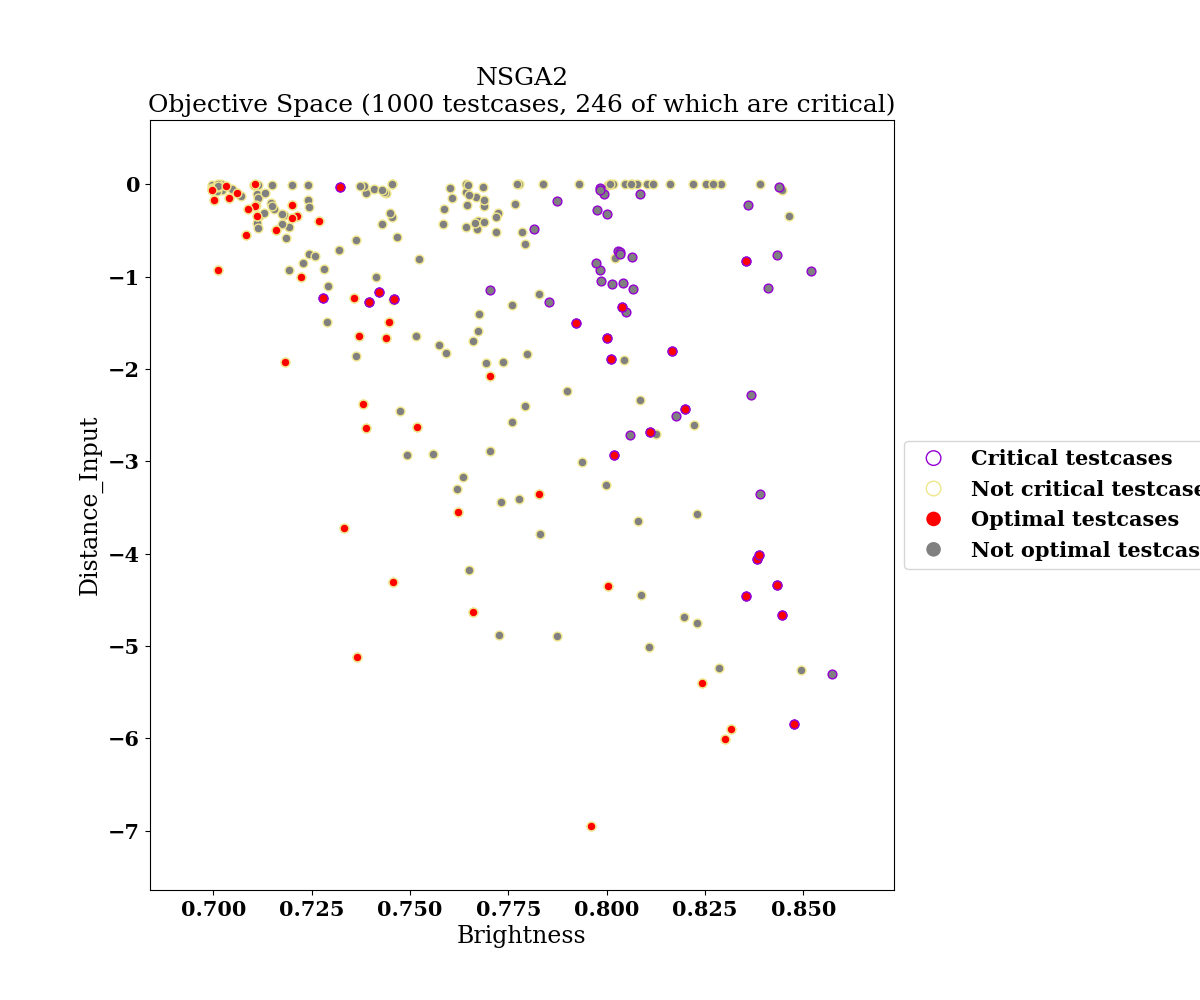 NSGA2
Objective Space (1000 testcases, 246 of which are critical)
0
−1
−2
−3
−4
−5
−6
−7
Distance_Input
0.700 0.725 0.750 0.775 0.800 0.825 0.850
Brightness
Critical testcases
Not critical testcase
Optimal testcases
Not optimal testcas